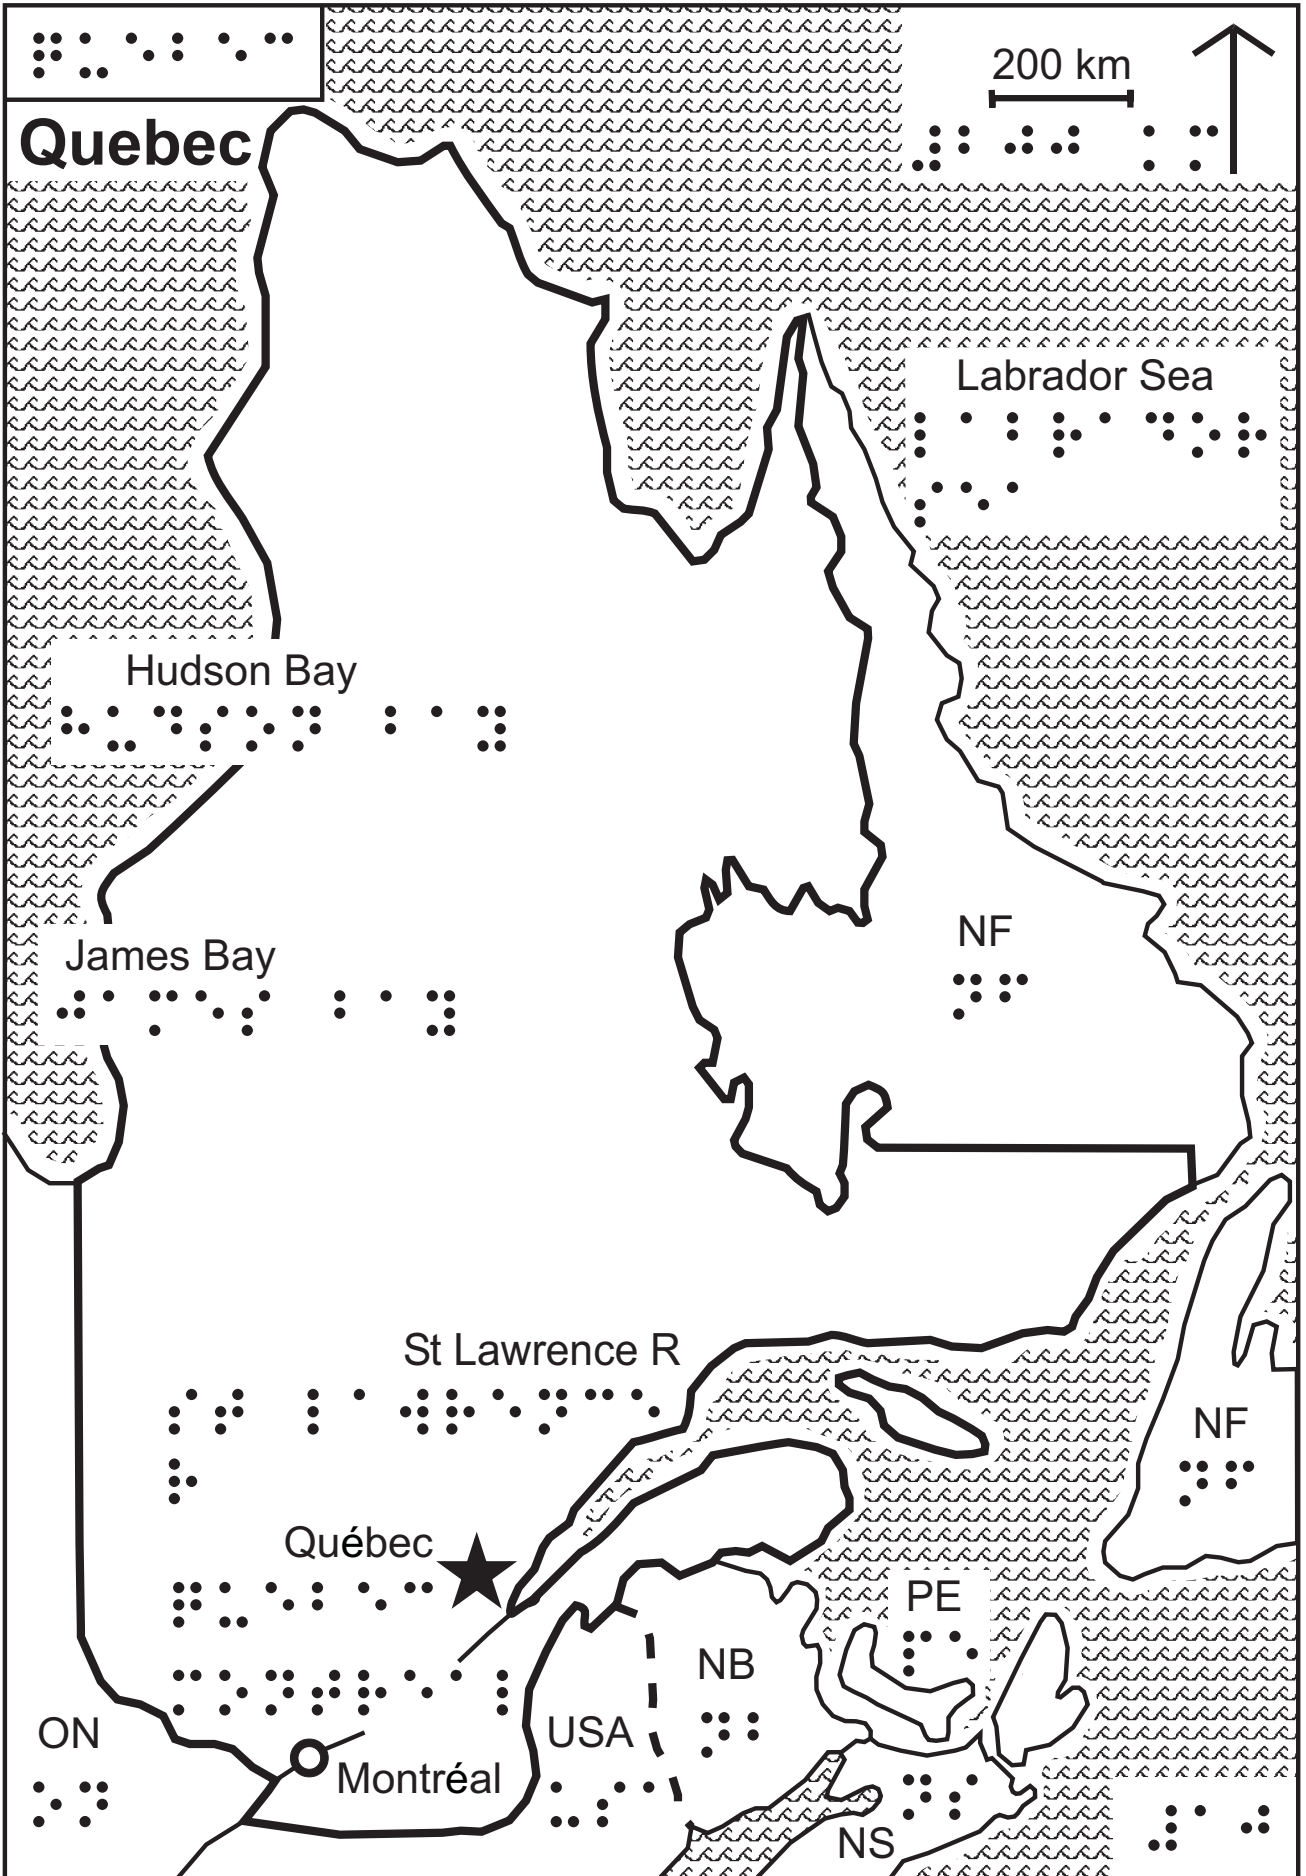 ⠟⠥⠑⠃⠑⠉
Quebec
200 km
⠼⠃⠚⠚ ⠅⠍
Labrador Sea
⠇⠁⠃⠗⠁⠙⠕⠗
⠎⠑⠁
Hudson Bay
⠓⠥⠙⠎⠕⠝ ⠃⠁⠽
James Bay
⠚⠁⠍⠑⠎ ⠃⠁⠽
NF
⠝⠋
St Lawrence R
⠎⠞ ⠇⠁⠺⠗⠑⠝⠉⠑
⠗
NF
⠝⠋
Québec
⠟⠥⠑⠃⠑⠉
PE
⠏⠑
NB
⠝⠃
⠍⠕⠝⠞⠗⠑⠁⠇
Montréal
ON
⠕⠝
USA
⠥⠎⠁
⠝⠎
NS
⠼⠁⠚